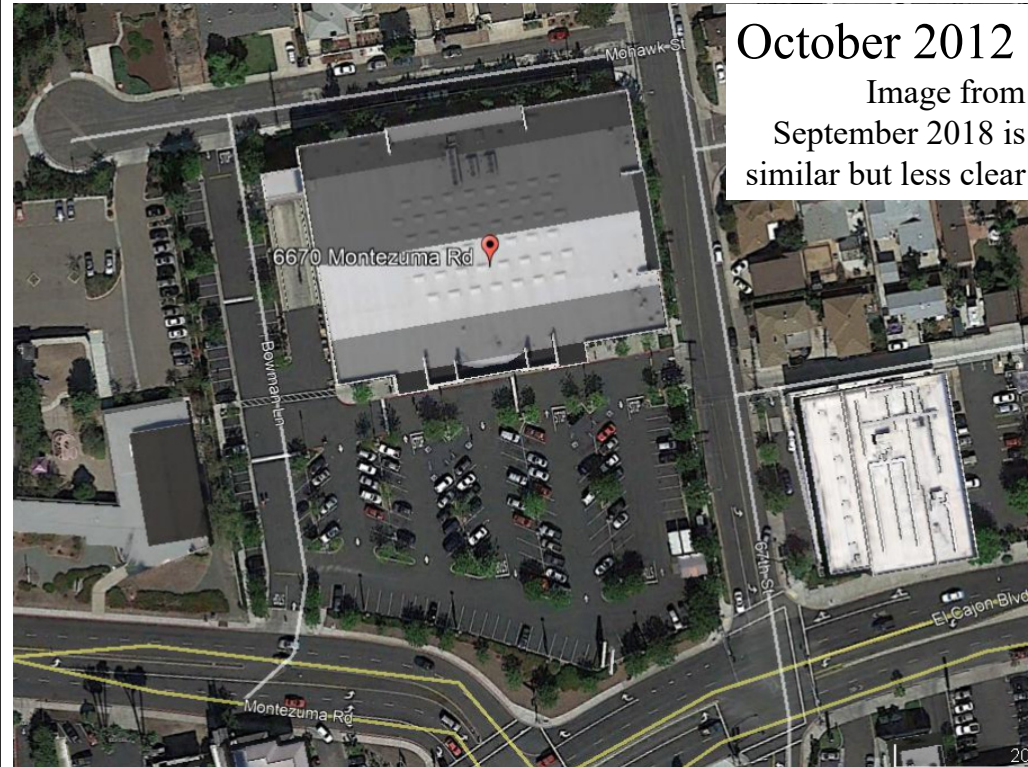 October 2012
Image from
September 2018 is
similar but less clear
Mohawk St
6670 Montezuma Rd
Bowman Ln
67th St
El Cajon Blvd
Montezuma Rd
20